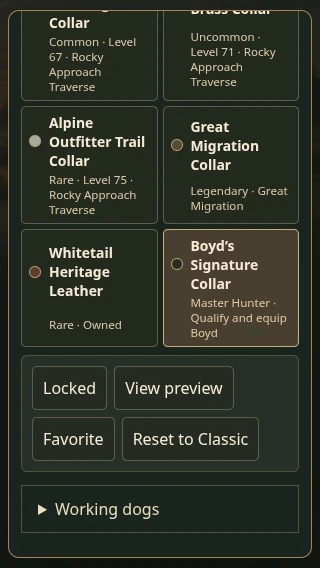 Collar
Common · Level
67 · Rocky
Approach
Traverse
Brass Collar
Uncommon ·
Level 71 · Rocky
Approach
Traverse
Alpine
Outfitter Trail
Collar
Rare · Level 75 ·
Rocky Approach
Traverse
Great
Migration
Collar
Legendary · Great
Migration
Whitetail
Heritage
Leather
Rare · Owned
Boyd’s
Signature
Collar
Master Hunter ·
Qualify and equip
Boyd
Locked
View preview
Favorite
Reset to Classic
Working dogs